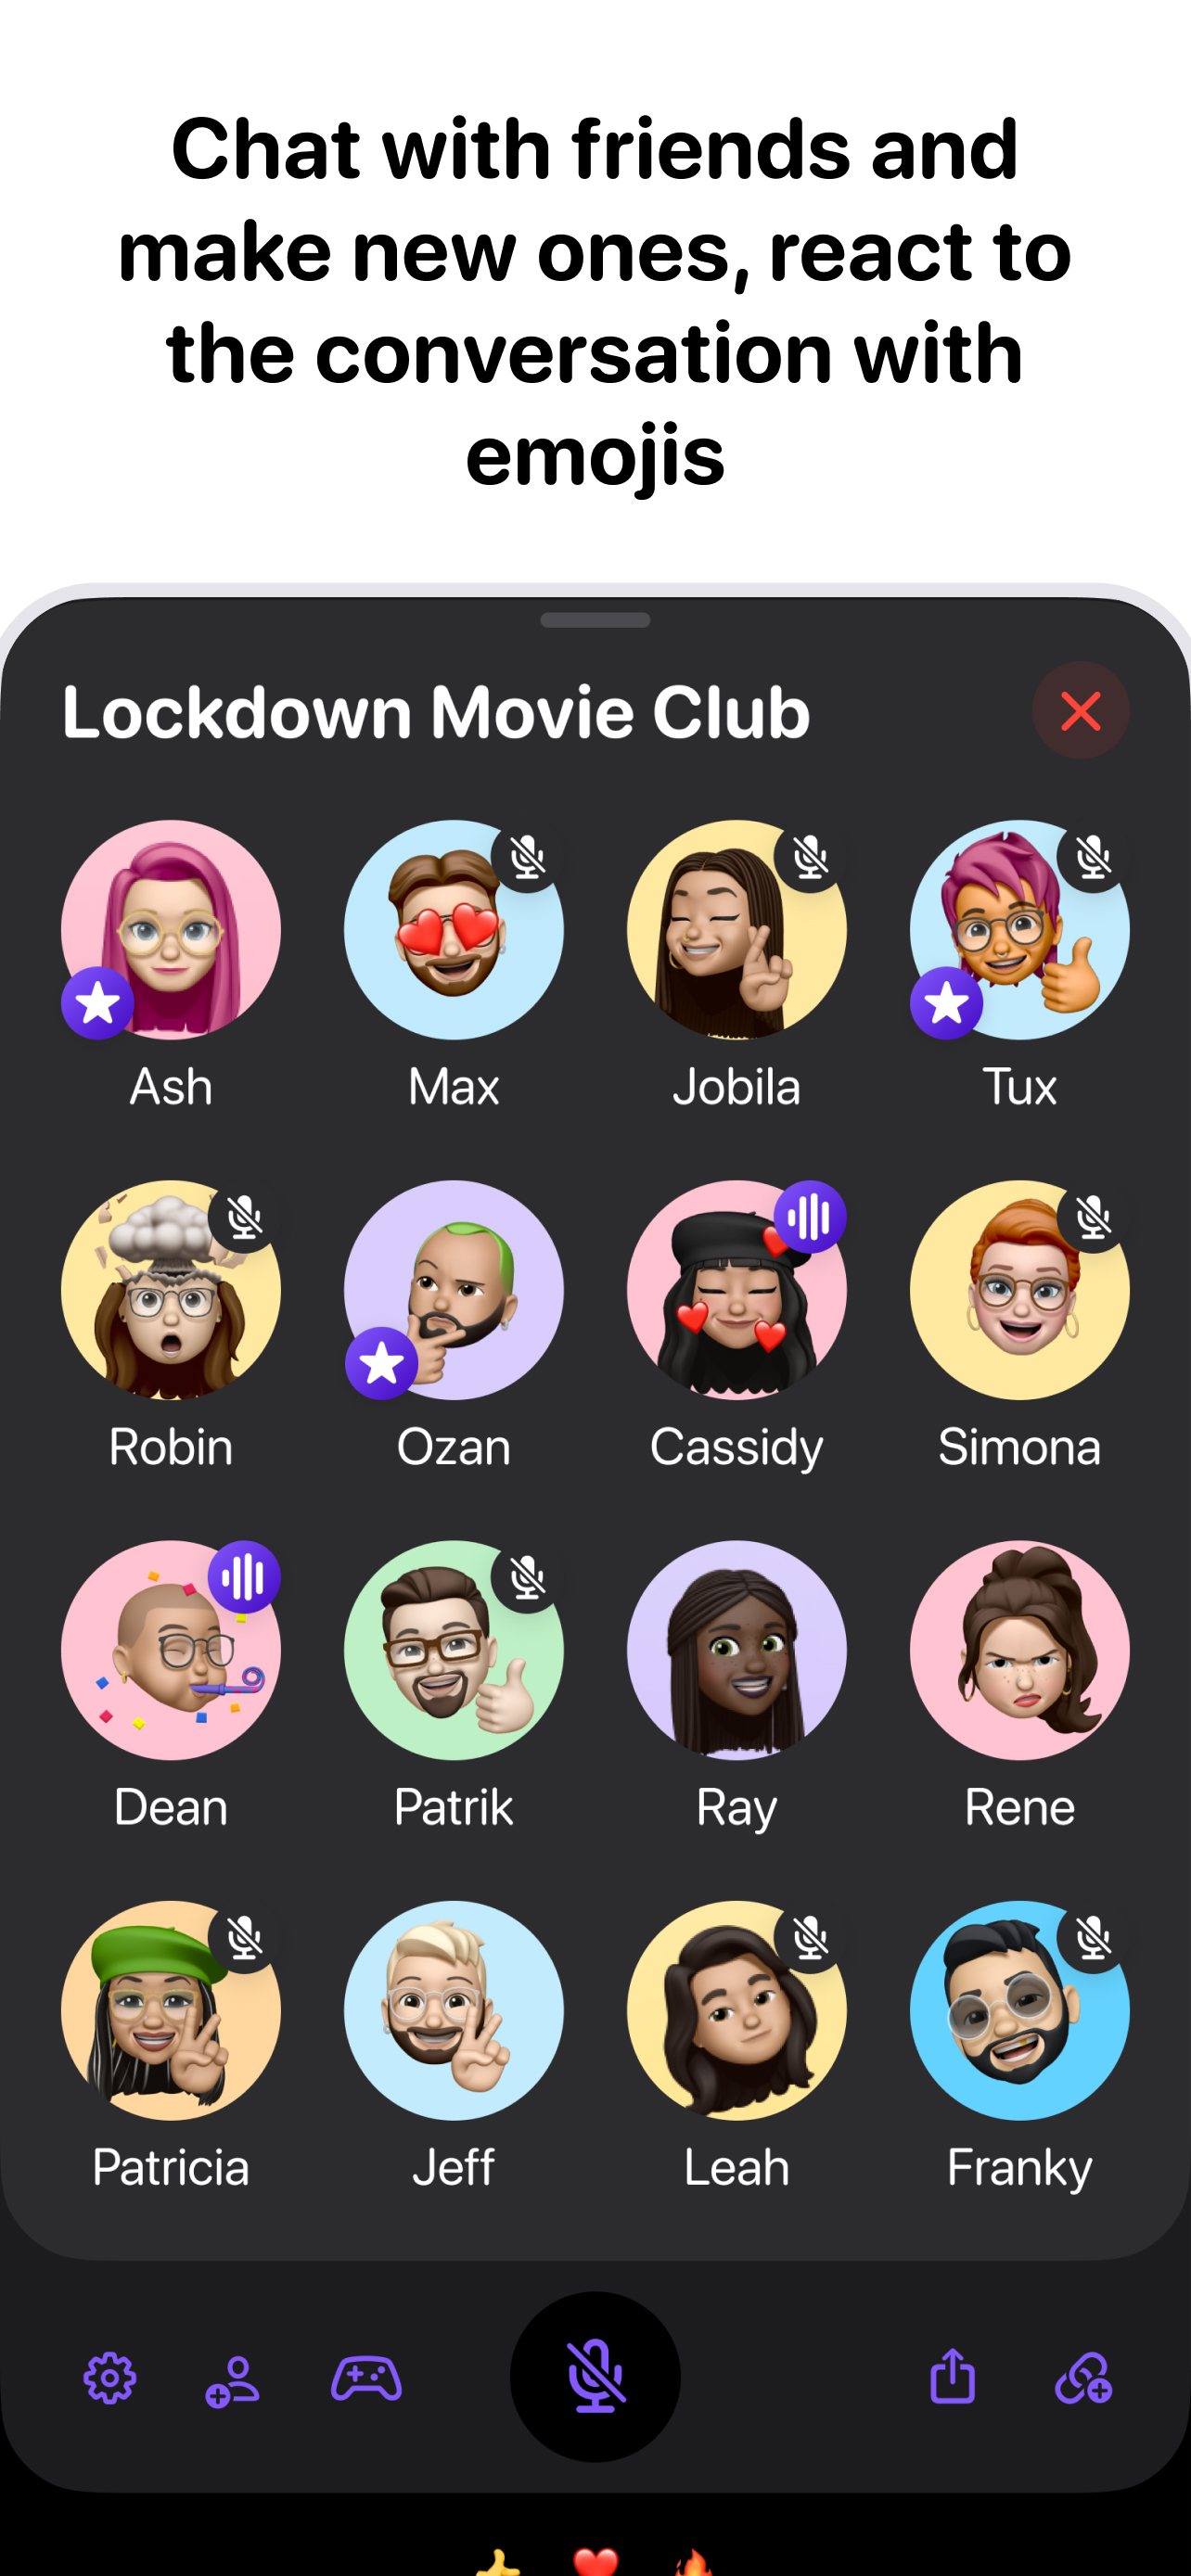 Chat with friends and
make new ones, react to
the conversation with
emojis
Lockdown Movie Club
Ash Max Jobila Tux
Robin Ozan Cassidy Simona
Dean Patrik Ray Rene
Patricia Jeff Leah Franky